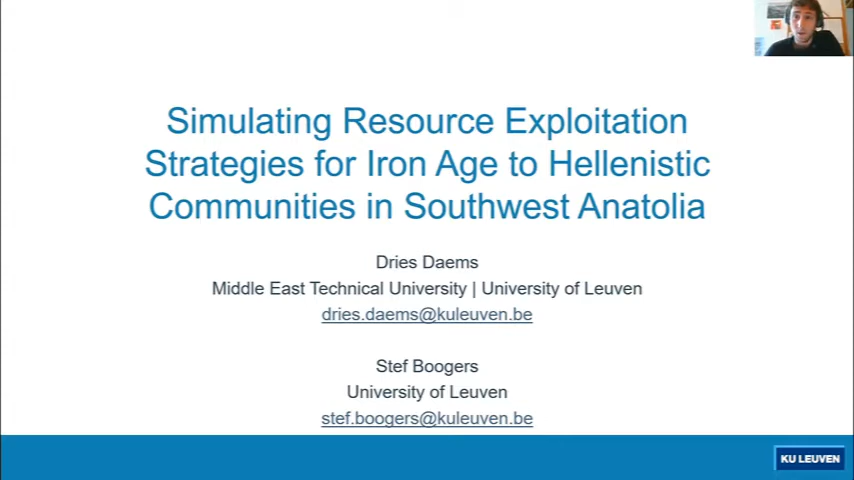 Simulating Resource Exploitation
Strategies for Iron Age to Hellenistic
Communities in Southwest Anatolia
Dries Daems
Middle East Technical University | University of Leuven
dries.daems@kuleuven.be
Stef Boogers
University of Leuven
stef.boogers@kuleuven.be
KU LEUVEN